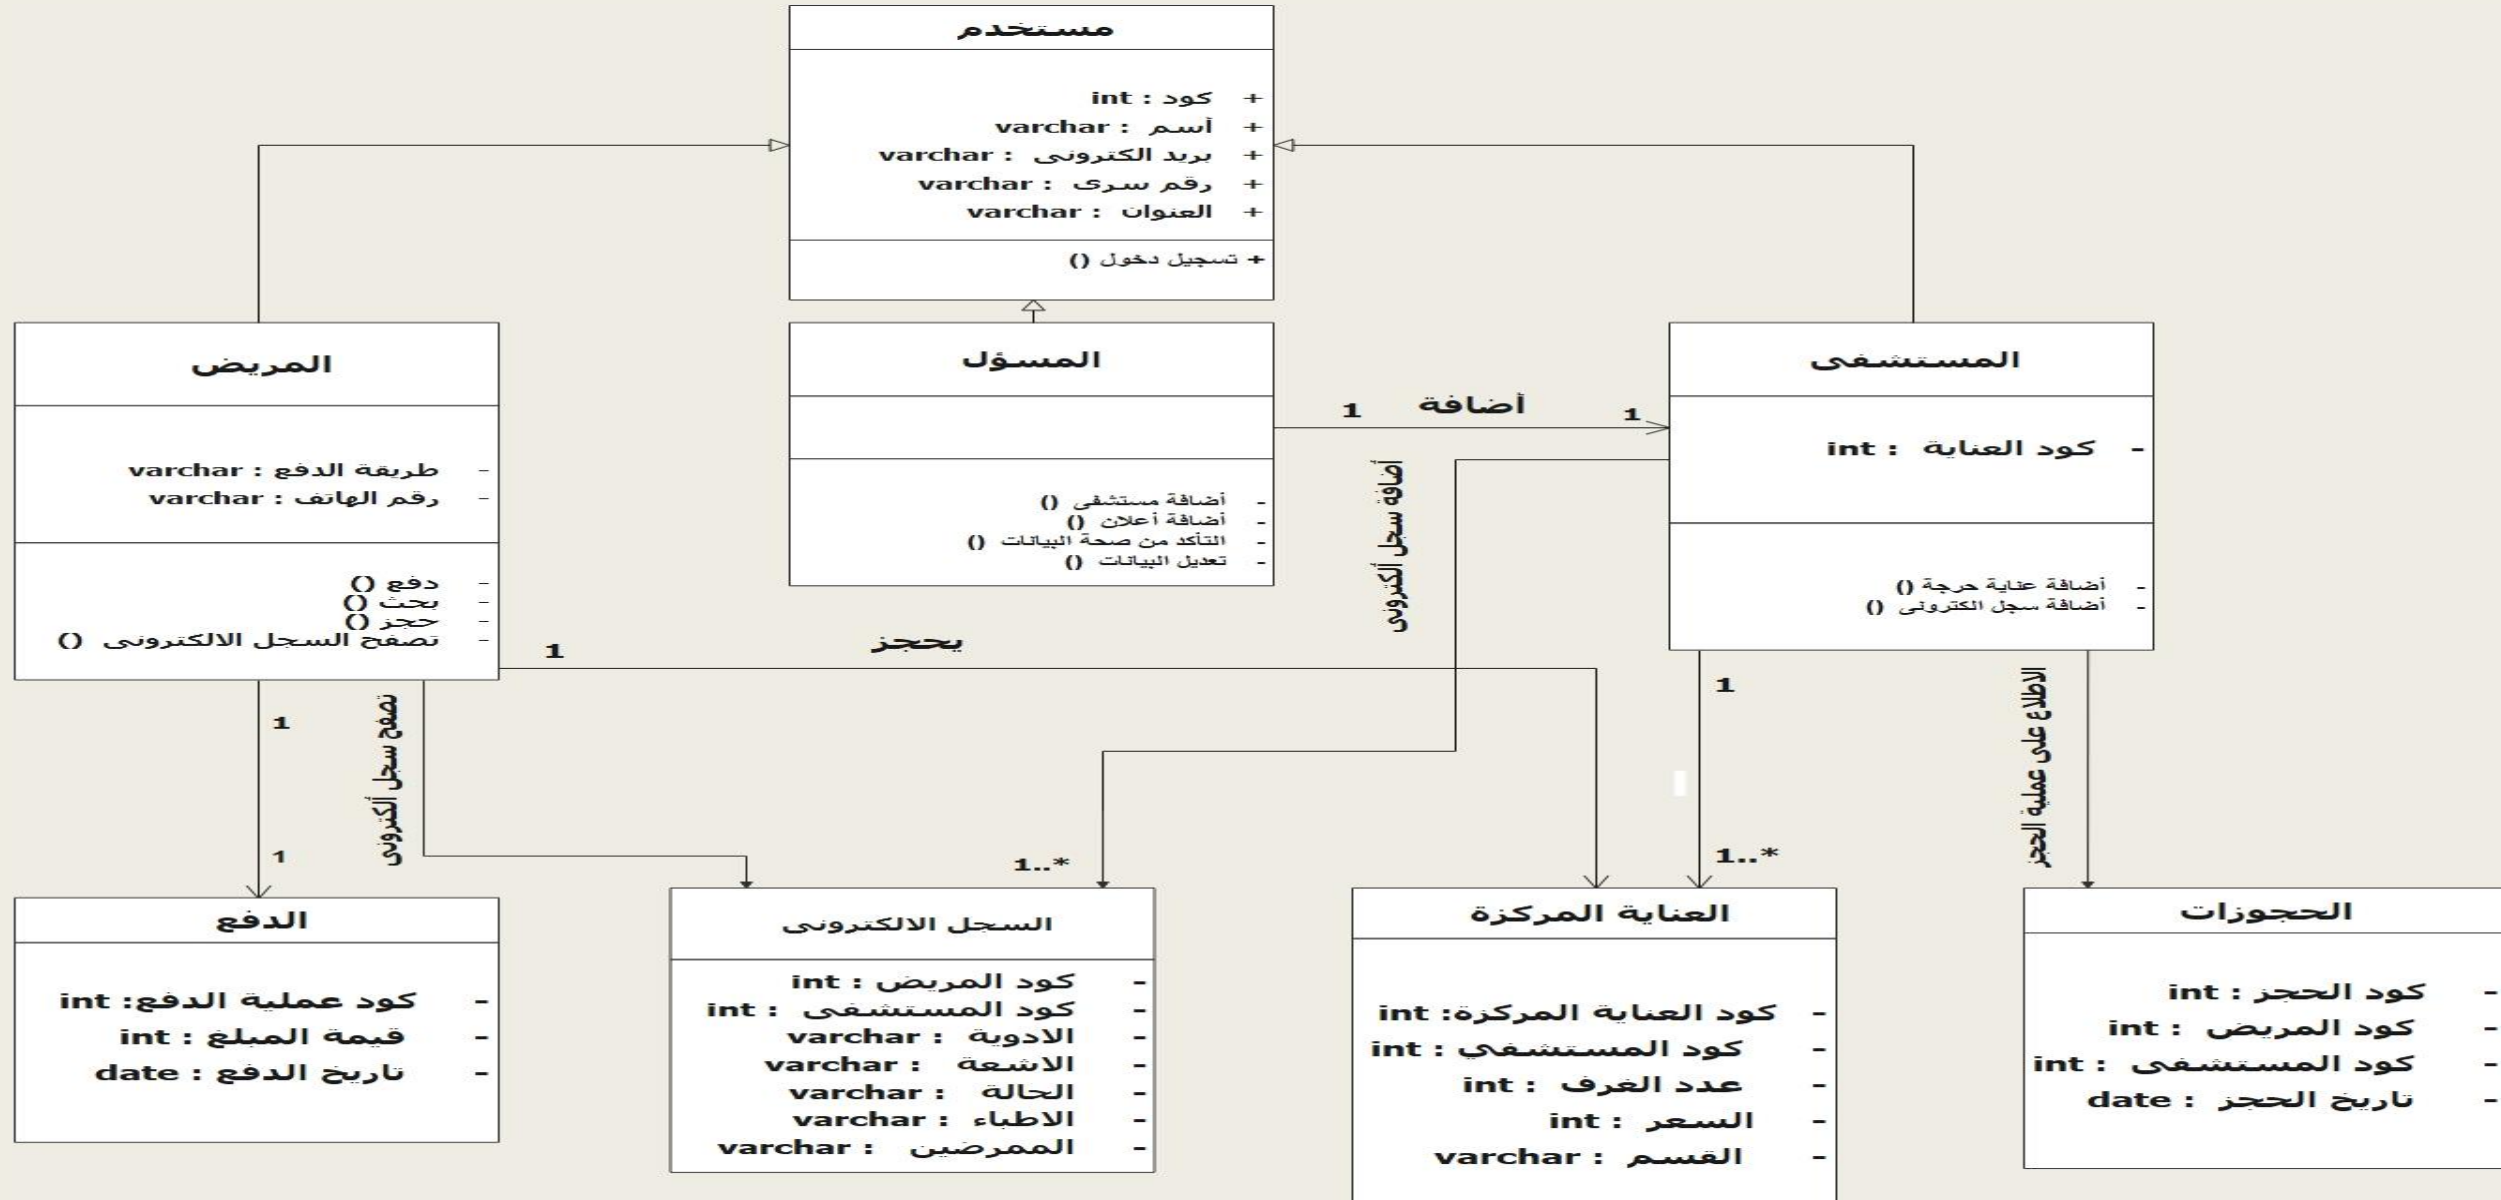 مستخدم
+ كود : int
+ أسم : varchar
+ بريد الكترونى : varchar
+ رقم سرى : varchar
+ العنوان : varchar
+ تسجيل دخول ()
المريض
- طريقة الدفع : varchar
- رقم الهاتف : varchar
- دفع ()
- بحث ()
- حجز ()
- تصفح السجل الالكترونى ()
المسؤل
- أضافة مستشفى ()
- أضافة أعلان ()
- التأكد من صحة البيانات ()
- تعديل البيانات ()
1 أضافة 1
المستشفى
- كود العناية : int
- أضافة عناية حرجة ()
- أضافة سجل الكترونى ()
أضافة سجل ألكترونى
1..*
1 يحجز
1
1
تصفح سجل ألكترونى
1
1..*
الاطلاع على عملية الحجز
الدفع
- كود عملية الدفع: int
- قيمة المبلغ : int
- تاريخ الدفع : date
السجل الالكترونى
- كود المريض : int
- كود المستشفى : int
- الادوية : varchar
- الاشعة : varchar
- الحالة : varchar
- الاطباء : varchar
- الممرضين : varchar
العناية المركزة
- كود العناية المركزة: int
- كود المستشفي : int
- عدد الغرف : int
- السعر : int
- القسم : varchar
الحجوزات
- كود الحجز : int
- كود المريض : int
- كود المستشفى : int
- تاريخ الحجز : date